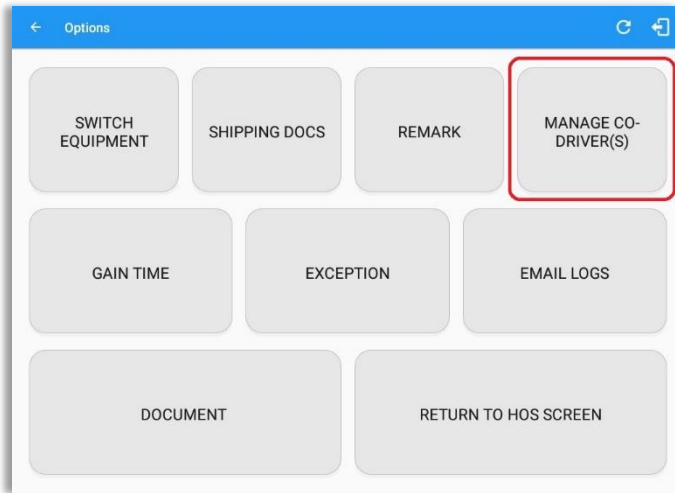 Options
SWITCH
EQUIPMENT
SHIPPING DOCS
REMARK
MANAGE CO-
DRIVER(S)
GAIN TIME
EXCEPTION
EMAIL LOGS
DOCUMENT
RETURN TO HOS SCREEN